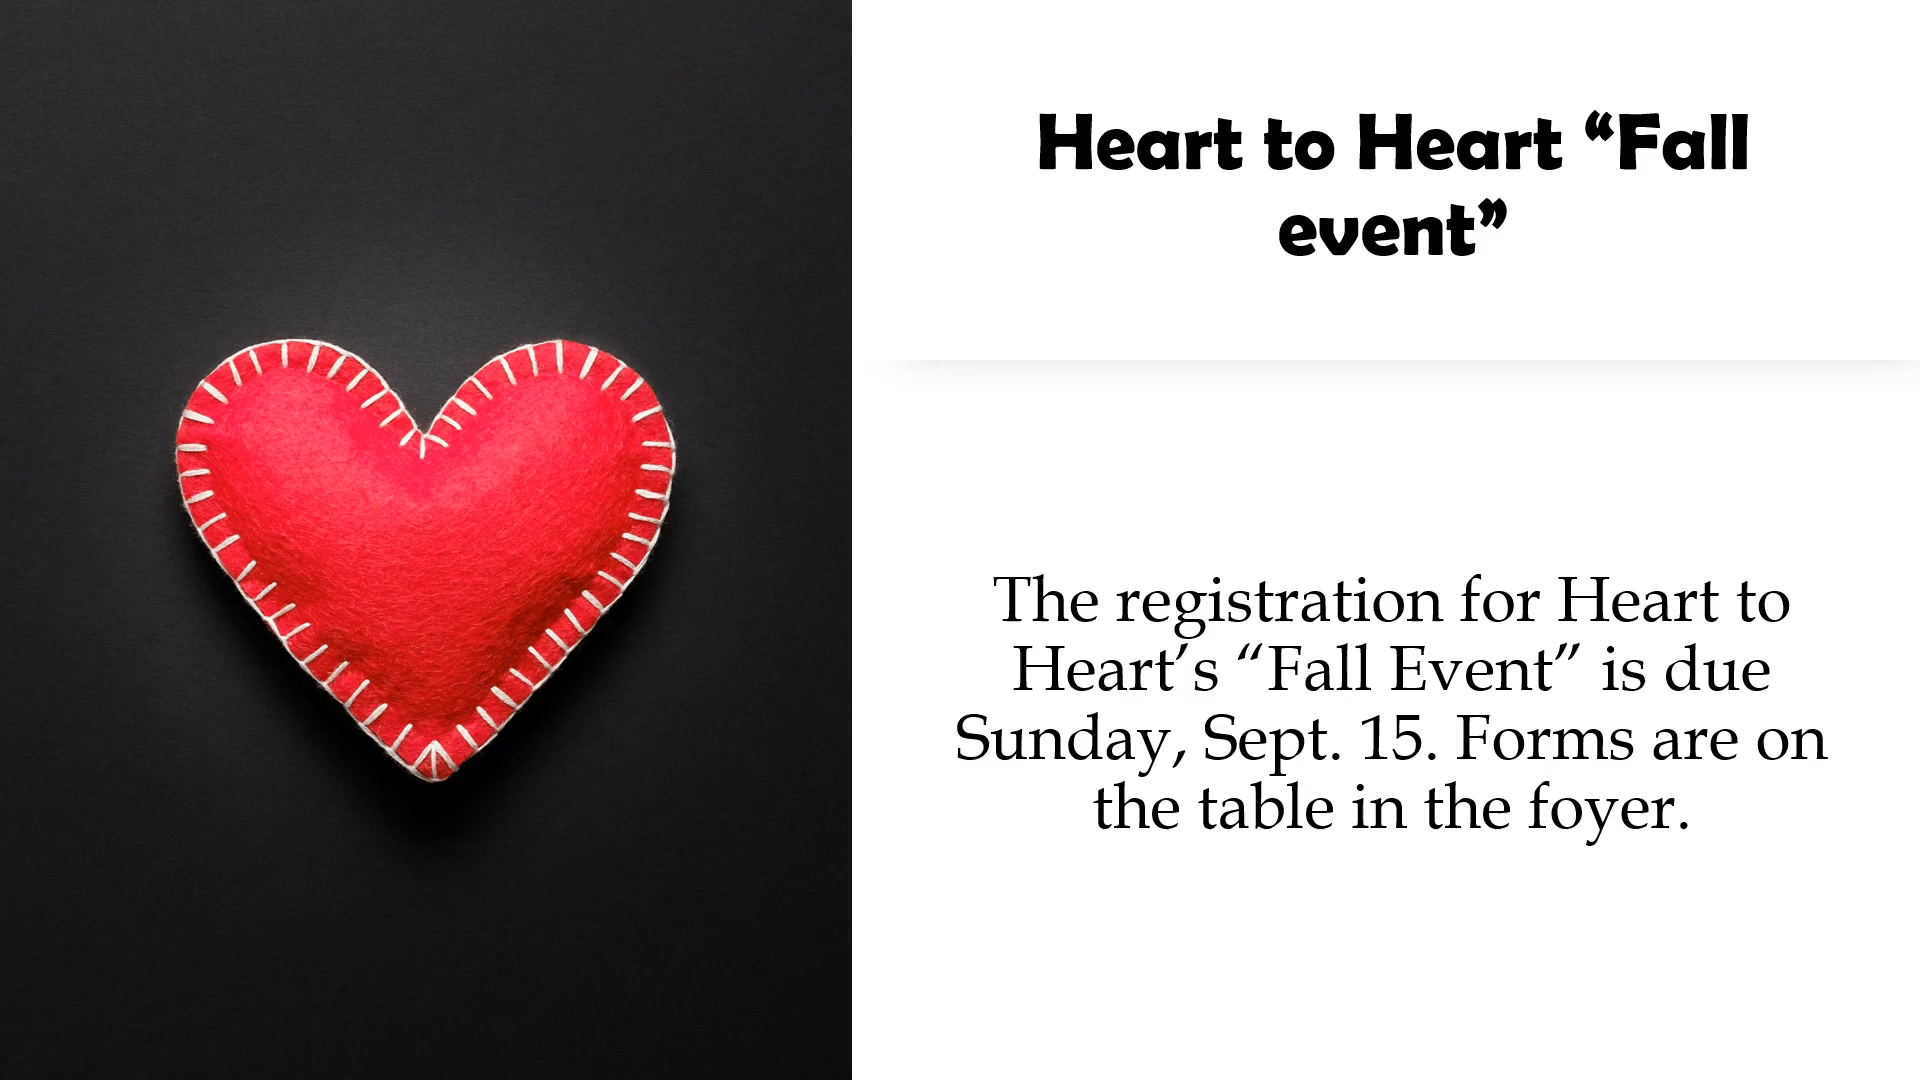 Heart to Heart “Fall
event”
The registration for Heart to
Heart’s “Fall Event” is due
Sunday, Sept. 15. Forms are on
the table in the foyer.